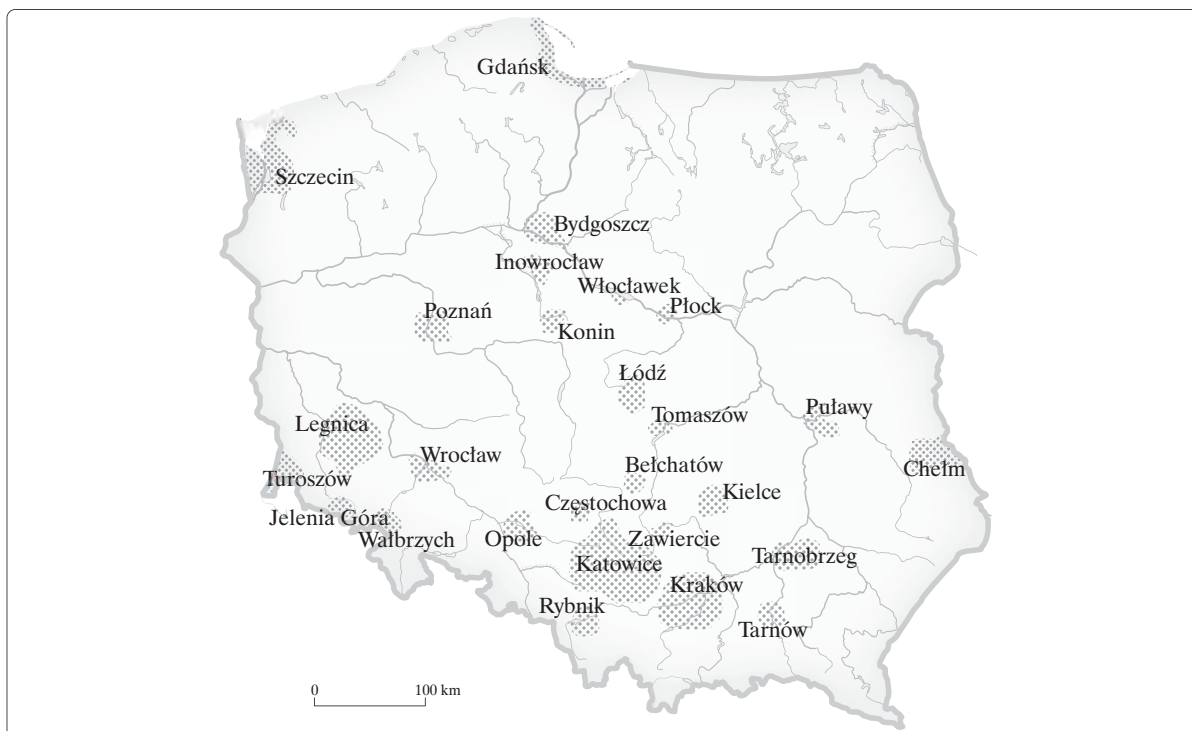 Gdańsk
Szczecin
Bydgoszcz
Inowrocław
Włocławek
Płock
Poznań
Konin
Łódź
Puławy
Tomaszów
Legnica
Wrocław
Bełchatów
Chełm
Turoszów
Kielce
Częstochowa
Jelenia Góra
Wałbrzych
Opole
Zawiercie
Tarnobrzeg
Katowice
Kraków
Rybnik
Tarnów
0 100 km